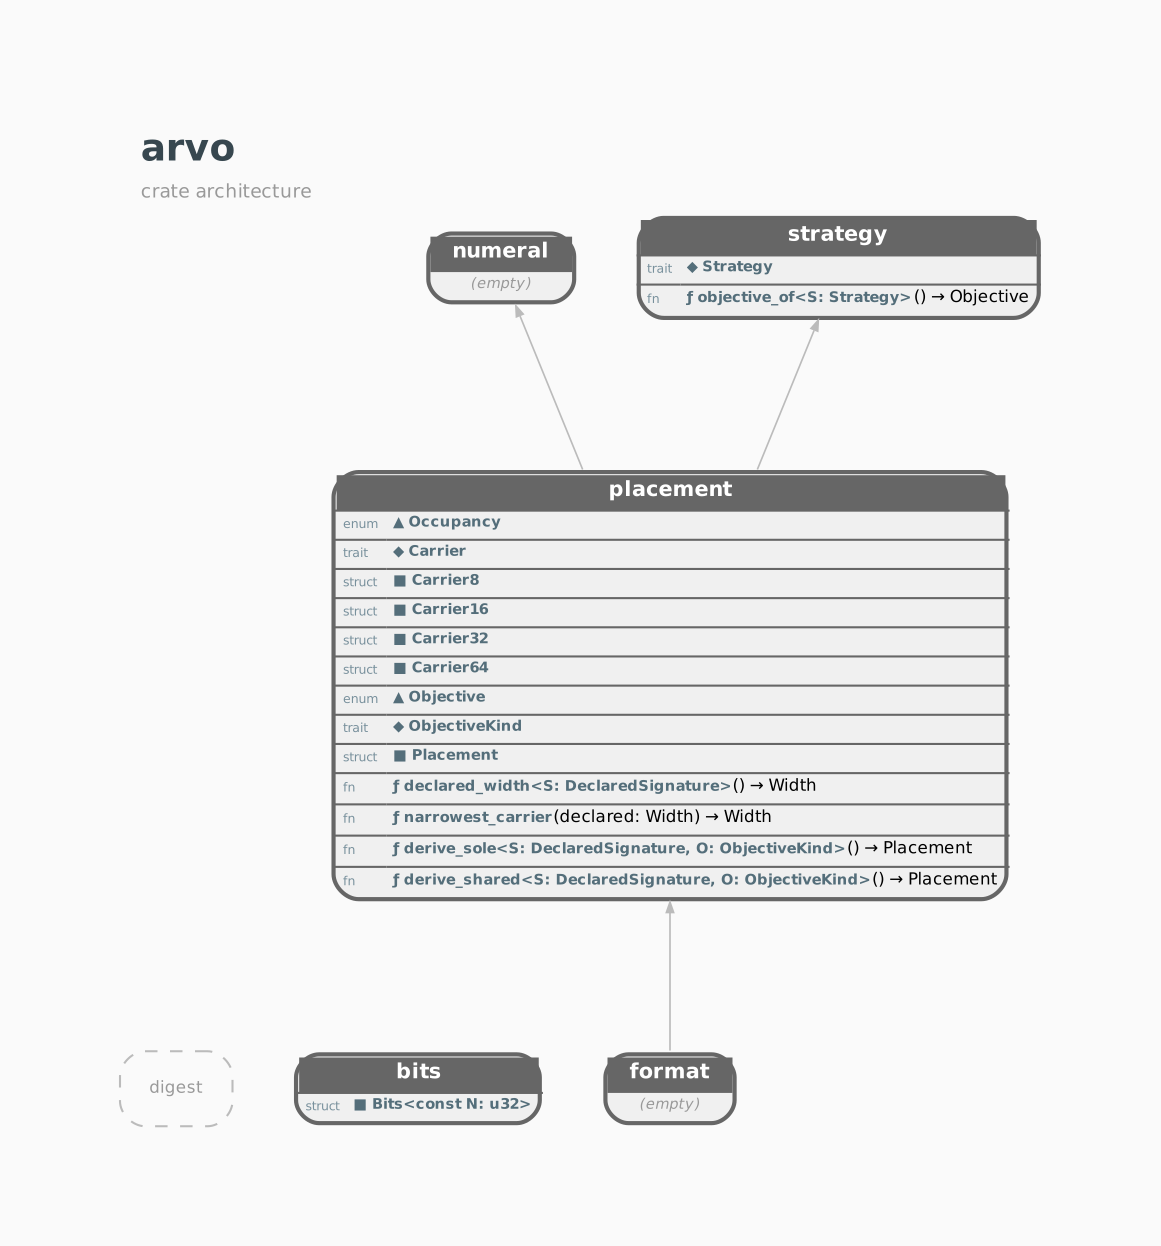 arvo
crate architecture
numeral
(empty)
strategy
trait ◆ Strategy
fn ƒ objective_of<S: Strategy>() → Objective
placement
enum ▲ Occupancy
trait ◆ Carrier
struct ■ Carrier8
struct ■ Carrier16
struct ■ Carrier32
struct ■ Carrier64
enum ▲ Objective
trait ◆ ObjectiveKind
struct ■ Placement
fn ƒ declared_width<S: DeclaredSignature>() → Width
fn ƒ narrowest_carrier(declared: Width) → Width
fn ƒ derive_sole<S: DeclaredSignature, O: ObjectiveKind>() → Placement
fn ƒ derive_shared<S: DeclaredSignature, O: ObjectiveKind>() → Placement
digest
bits
struct ■ Bits<const N: u32>
format
(empty)